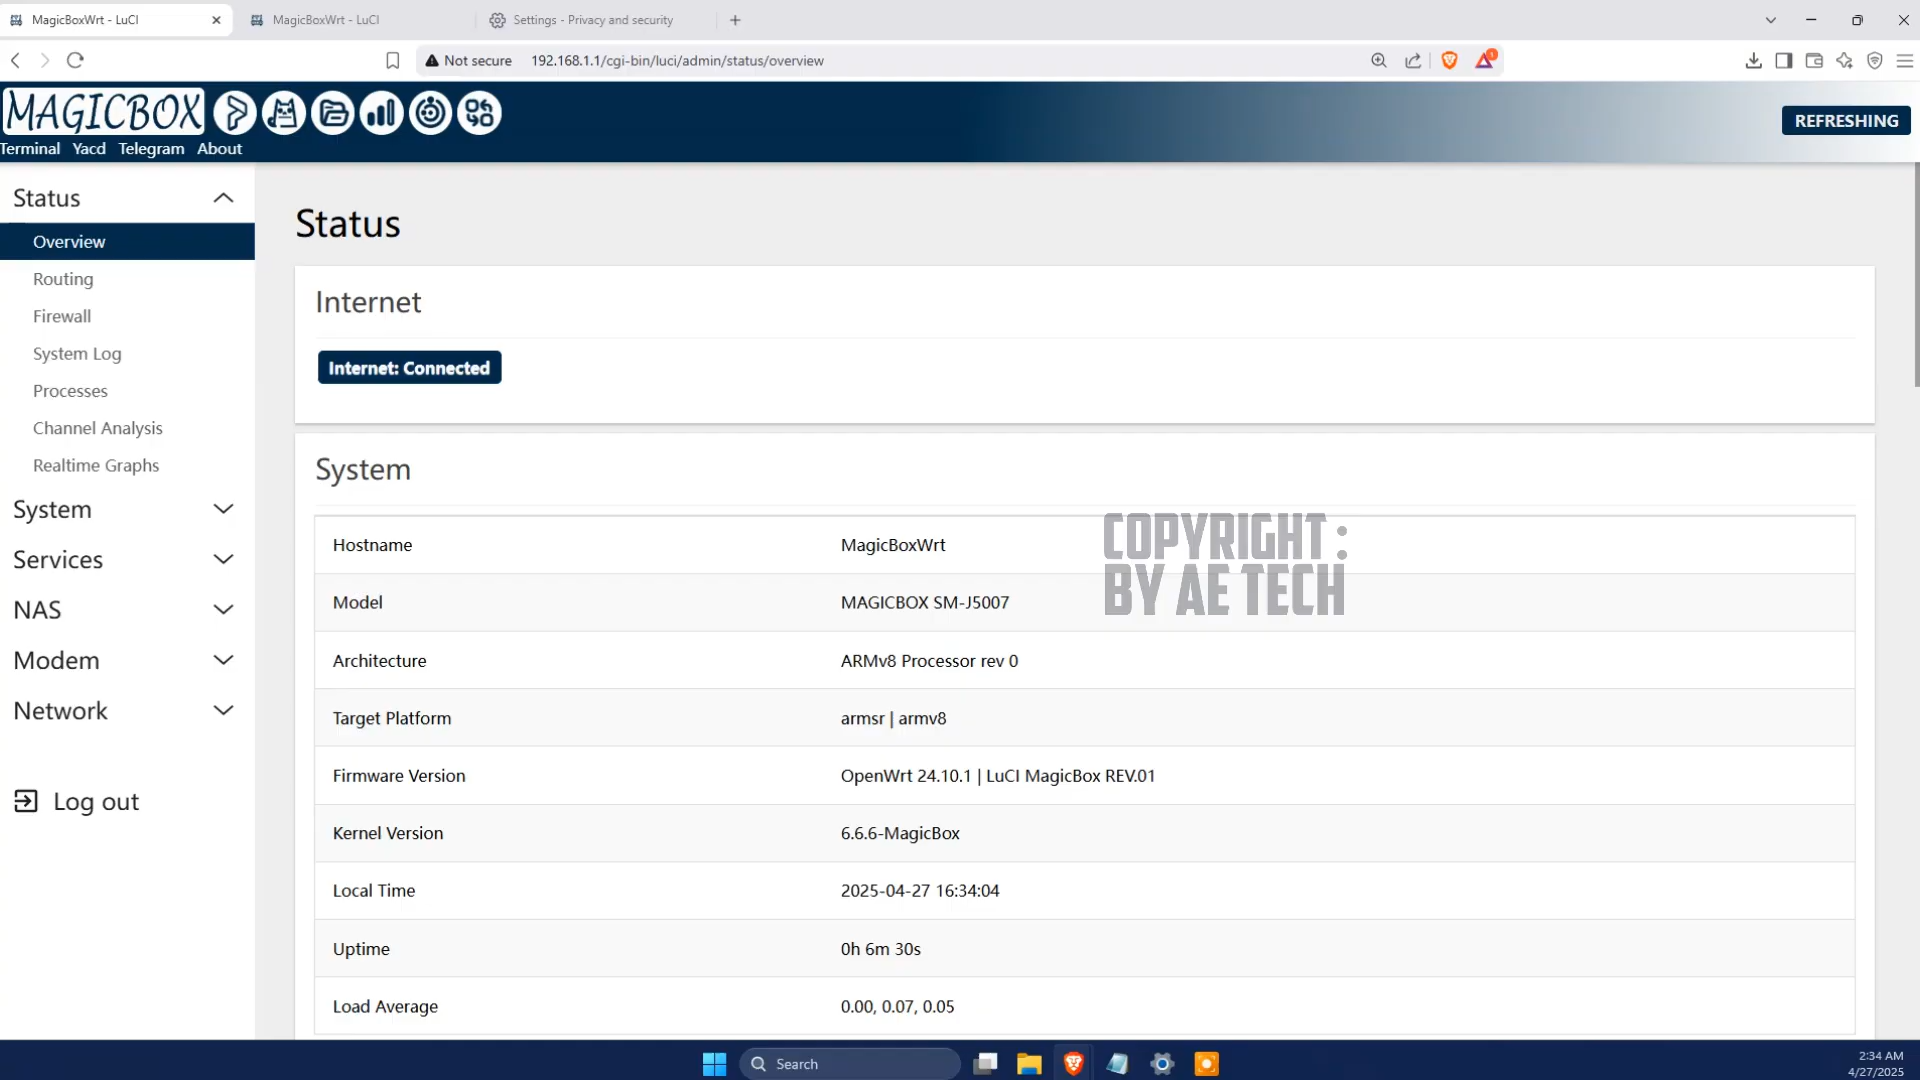 MagicBoxWrt - LuCI
MagicBoxWrt - LuCI
Settings - Privacy and security
Not secure
192.168.1.1/cgi-bin/luci/admin/status/overview
1
MAGICBOX
REFRESHING
Terminal Yacd Telegram About
Status
Overview
Routing
Firewall
System Log
Processes
Channel Analysis
Realtime Graphs
System
Services
NAS
Modem
Network
Log out
Status
Internet
Internet: Connected
System
Hostname MagicBoxWrt
Model MAGICBOX SM-J5007
Architecture ARMv8 Processor rev 0
Target Platform armsr | armv8
Firmware Version OpenWrt 24.10.1 | LuCI MagicBox REV.01
Kernel Version 6.6.6-MagicBox
Local Time 2025-04-27 16:34:04
Uptime 0h 6m 30s
Load Average 0.00, 0.07, 0.05
COPYRIGHT :
BY AE TECH
Search
2:34 AM
4/27/2025